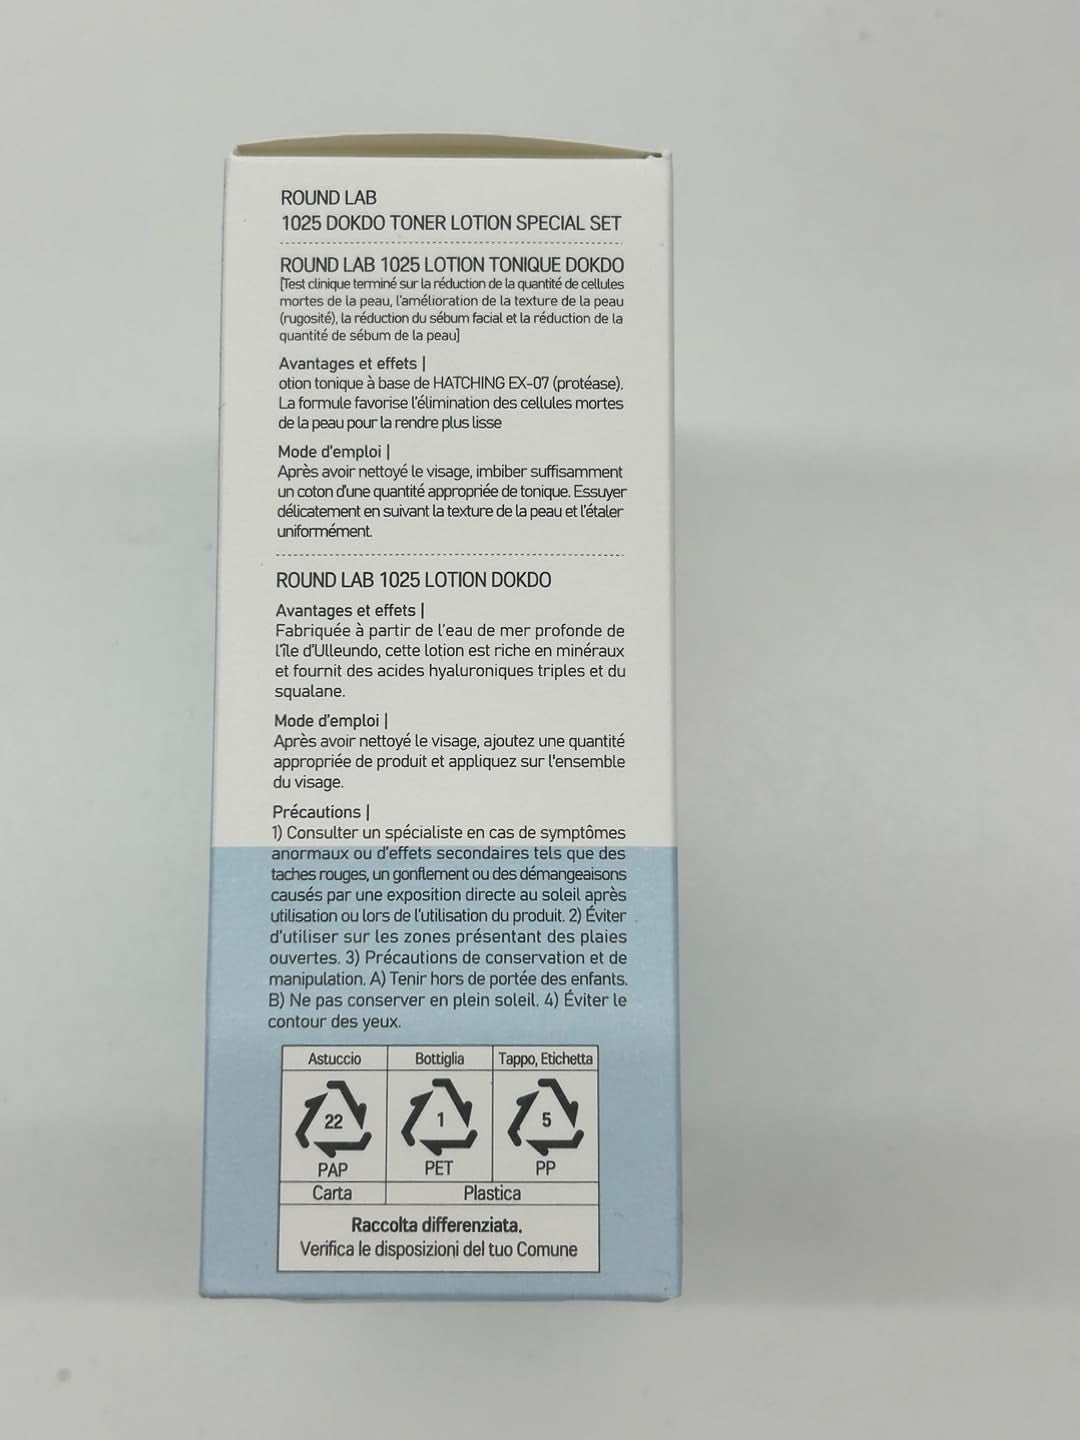 ROUND LAB
1025 DOKDO TONER LOTION SPECIAL SET
ROUND LAB 1025 LOTION TONIQUE DOKDO
[Test clinique terminé sur la réduction de la quantité de cellules
mortes de la peau, l'amélioration de la texture de la peau
(rugosité), la réduction du sébum facial et la réduction de la
quantité de sébum de la peau]
Avantages et effets |
otion tonique à base de HATCHING EX-07 (protéase).
La formule favorise l'élimination des cellules mortes
de la peau pour la rendre plus lisse
Mode d'emploi |
Après avoir nettoyé le visage, imbiber suffisamment
un coton d'une quantité appropriée de tonique. Essuyer
délicatement en suivant la texture de la peau et l'étaler
uniformément.
ROUND LAB 1025 LOTION DOKDO
Avantages et effets |
Fabriquée à partir de l'eau de mer profonde de
l'île d'Ulleundo, cette lotion est riche en minéraux
et fournit des acides hyaluroniques triples et du
squalane.
Mode d'emploi |
Après avoir nettoyé le visage, ajoutez une quantité
appropriée de produit et appliquez sur l'ensemble
du visage.
Précautions |
1) Consulter un spécialiste en cas de symptômes
anormaux ou d'effets secondaires tels que des
taches rouges, un gonflement ou des démangeaisons
causés par une exposition directe au soleil après
utilisation ou lors de l'utilisation du produit. 2) Éviter
d'utiliser sur les zones présentant des plaies
ouvertes. 3) Précautions de conservation et de
manipulation. A) Tenir hors de portée des enfants.
B) Ne pas conserver en plein soleil. 4) Éviter le
contour des yeux.
Astuccio Bottiglia Tappo, Etichetta
22 1 5
PAP PET PP
Carta Plastica
Raccolta differenziata.
Verifica le disposizioni del tuo Comune